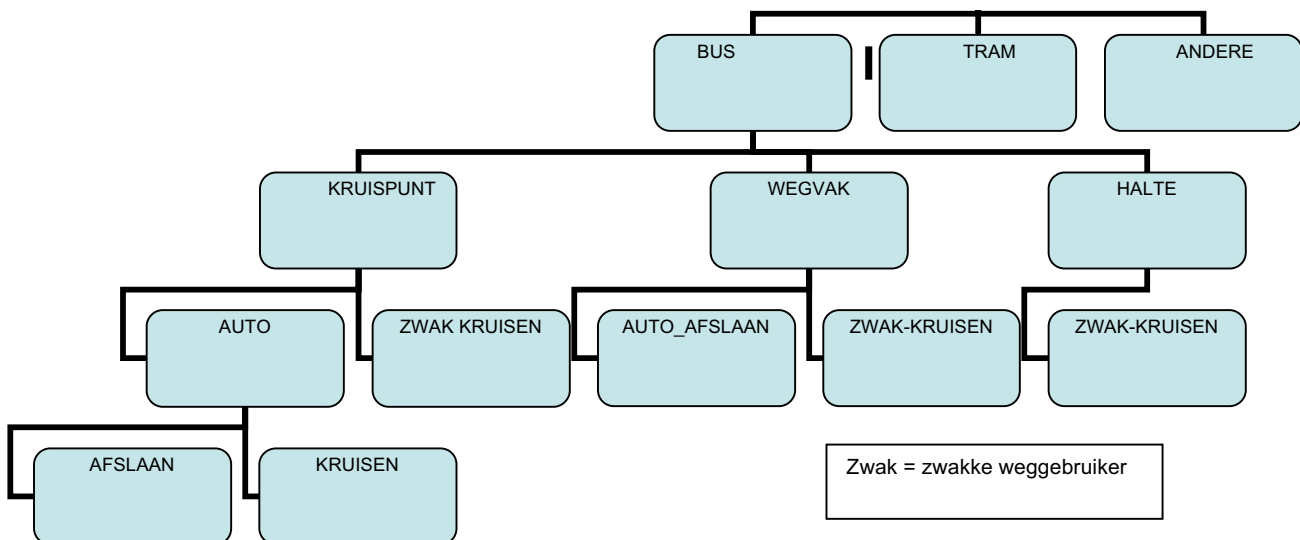 BUS
TRAM
ANDERE
KRUISPUNT
WEGVAK
HALTE
AUTO
ZWAK KRUISEN
AUTO_AFSLAAN
ZWAK-KRUISEN
ZWAK-KRUISEN
AFSLAAN
KRUISEN
Zwak = zwakke weggebruiker